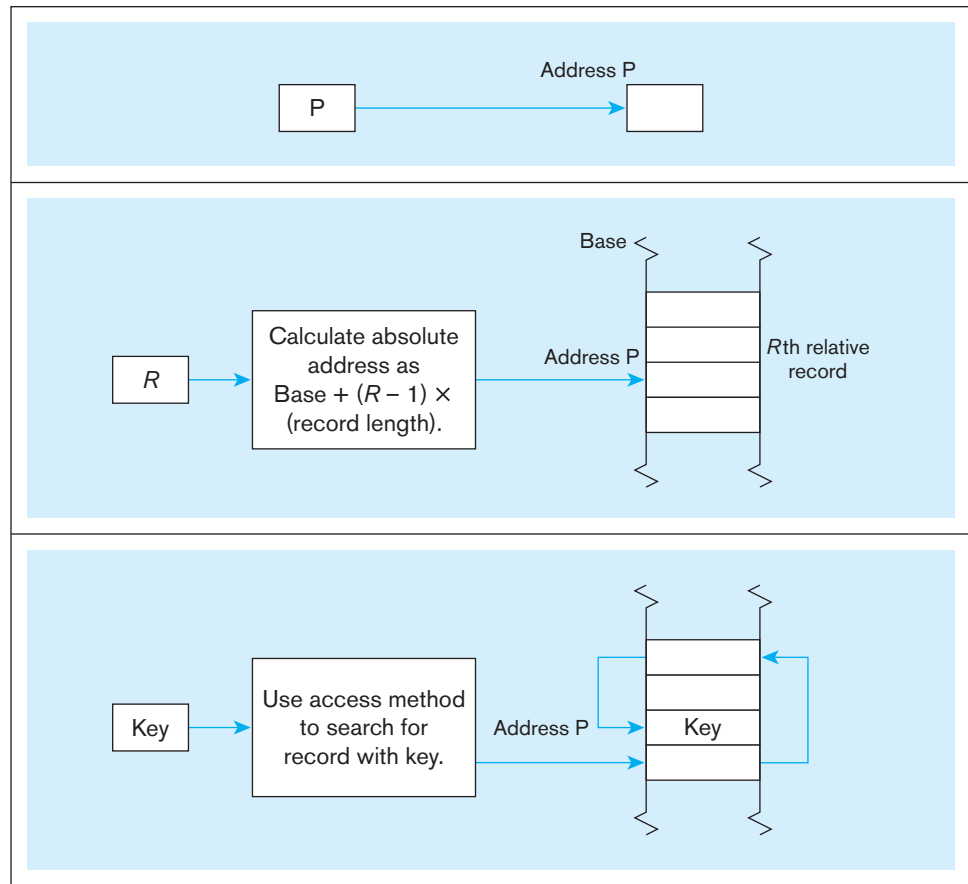 Address P
P
Base
Calculate absolute
address as
Base + (R – 1) ×
(record length).
R
Address P
Rth relative
record
Key
Use access method
to search for
record with key.
Address P
Key